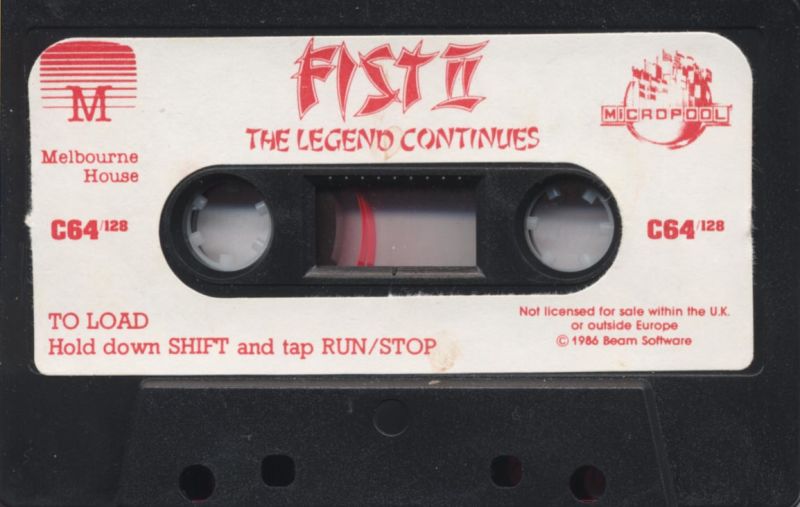 FIST II
THE LEGEND CONTINUES
M
Melbourne
House
MICROPOOL
C64/128
C64/128
TO LOAD
Hold down SHIFT and tap RUN/STOP
Not licensed for sale within the U.K.
or outside Europe
© 1986 Beam Software